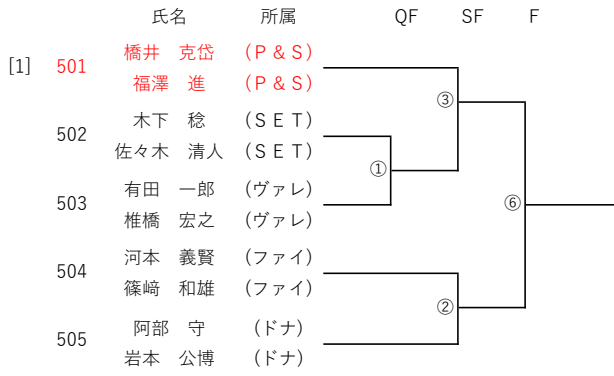 氏名 所属 QF SF F
橋井 克岱 (Ｐ＆Ｓ)
[1] 501
福澤 進 (Ｐ＆Ｓ)
③
木下 稔 (ＳＥＴ)
502
佐々木 清人 (ＳＥＴ)
①
有田 一郎 (ヴァレ)
503 ⑥
椎橋 宏之 (ヴァレ)
河本 義賢 (ファイ)
504
篠﨑 和雄 (ファイ)
②
阿部 守 (ドナ)
505
岩本 公博 (ドナ)